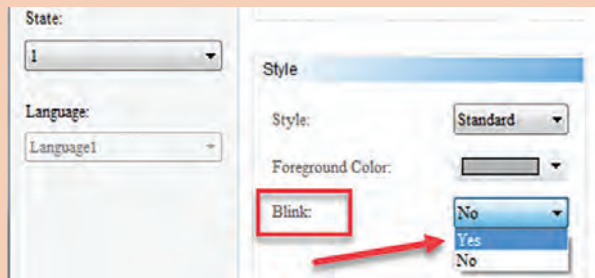 State:
1
Language:
Language1
Style
Style:
Standard
Foreground Color:
Blink:
No
Yes
No